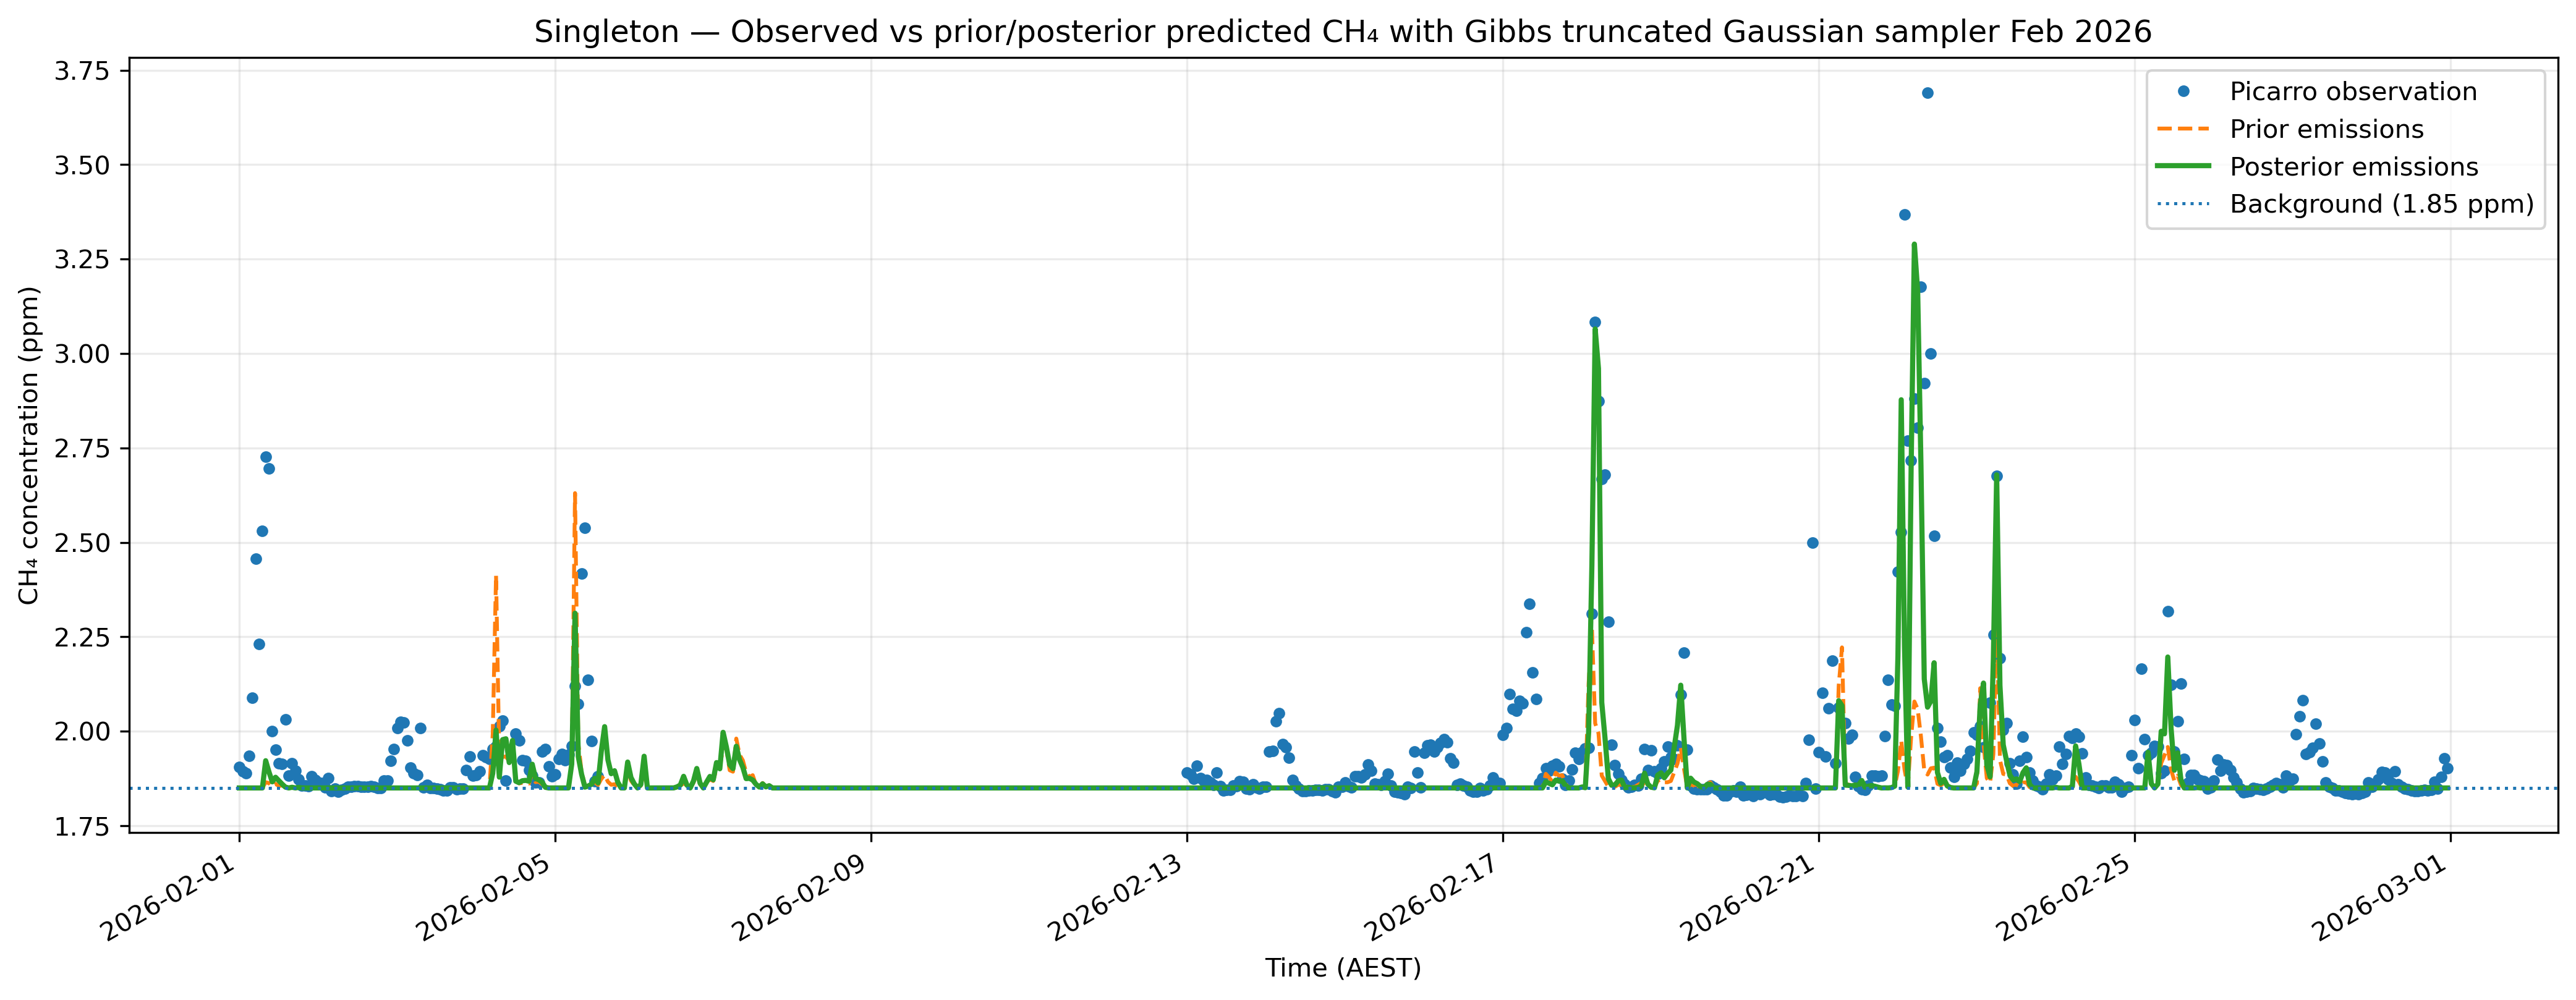 Singleton — Observed vs prior/posterior predicted CH₄ with Gibbs truncated Gaussian sampler Feb 2026
CH₄ concentration (ppm)
3.75
3.50
3.25
3.00
2.75
2.50
2.25
2.00
1.75
Picarro observation
Prior emissions
Posterior emissions
Background (1.85 ppm)
2026-02-01
2026-02-05
2026-02-09
2026-02-13
2026-02-17
2026-02-21
2026-02-25
2026-03-01
Time (AEST)